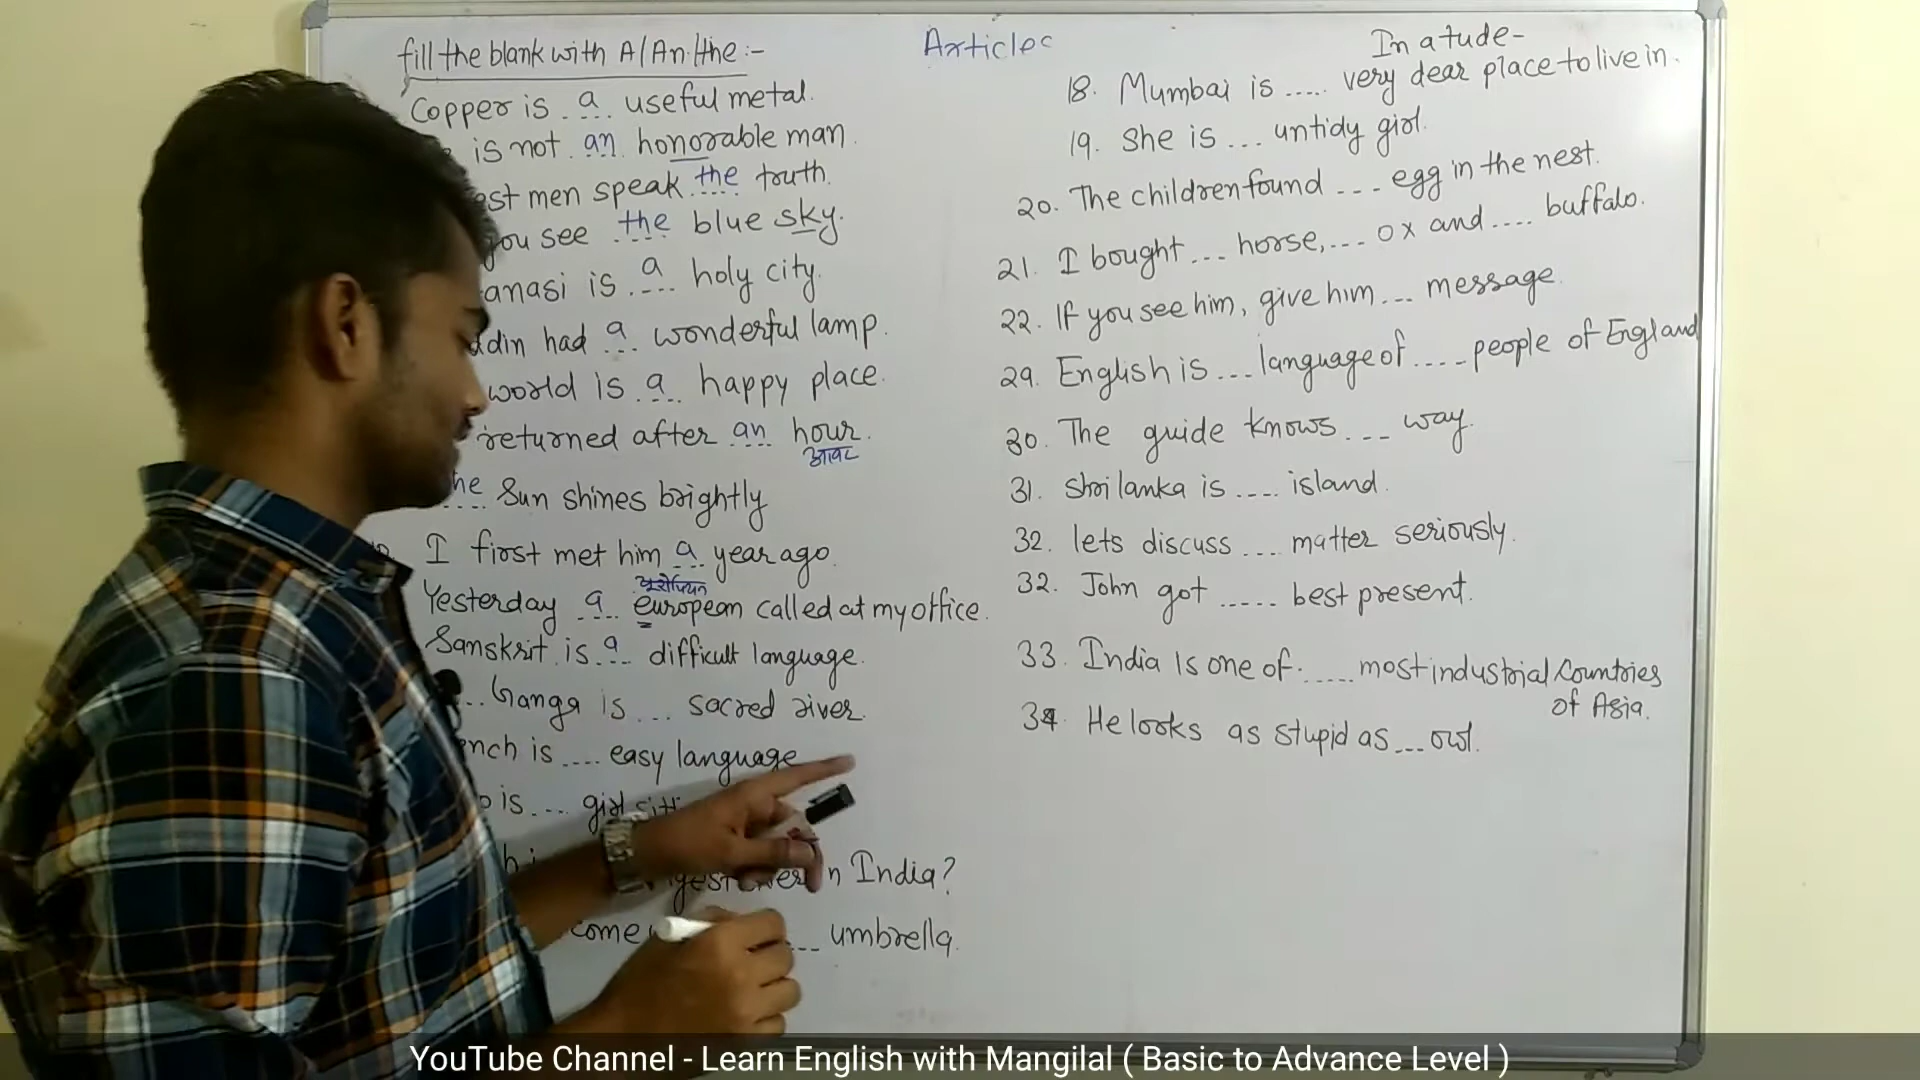 fill the blank with A/An/the :-
Articles
In a tude-
Copper is a useful metal.
is not an honorable man.
est men speak the truth.
you see the blue sky.
anasi is a holy city.
din had a wonderful lamp.
world is a happy place.
returned after an hour.
आवर
he Sun shines brightly
I first met him a year ago.
यूरोपियन
Yesterday a european called at my office.
Sanskrit is a difficult language.
... Ganga is ... sacred river.
nch is .... easy language
is ... girl sitt
n India?
come ... umbrella.
18. Mumbai is ..... very dear place to live in.
19. She is ... untidy girl.
20. The children found ... egg in the nest.
21. I bought ... horse, ... ox and .... buffalo.
22. If you see him, give him ... message.
29. English is ... language of .... people of England
30. The guide knows ... way.
31. Shri lanka is .... island.
32. lets discuss .... matter seriously.
32. John got ..... best present.
33. India Is one of ..... most industrial Countries
of Asia.
34. He looks as stupid as ... owl.
YouTube Channel - Learn English with Mangilal ( Basic to Advance Level )